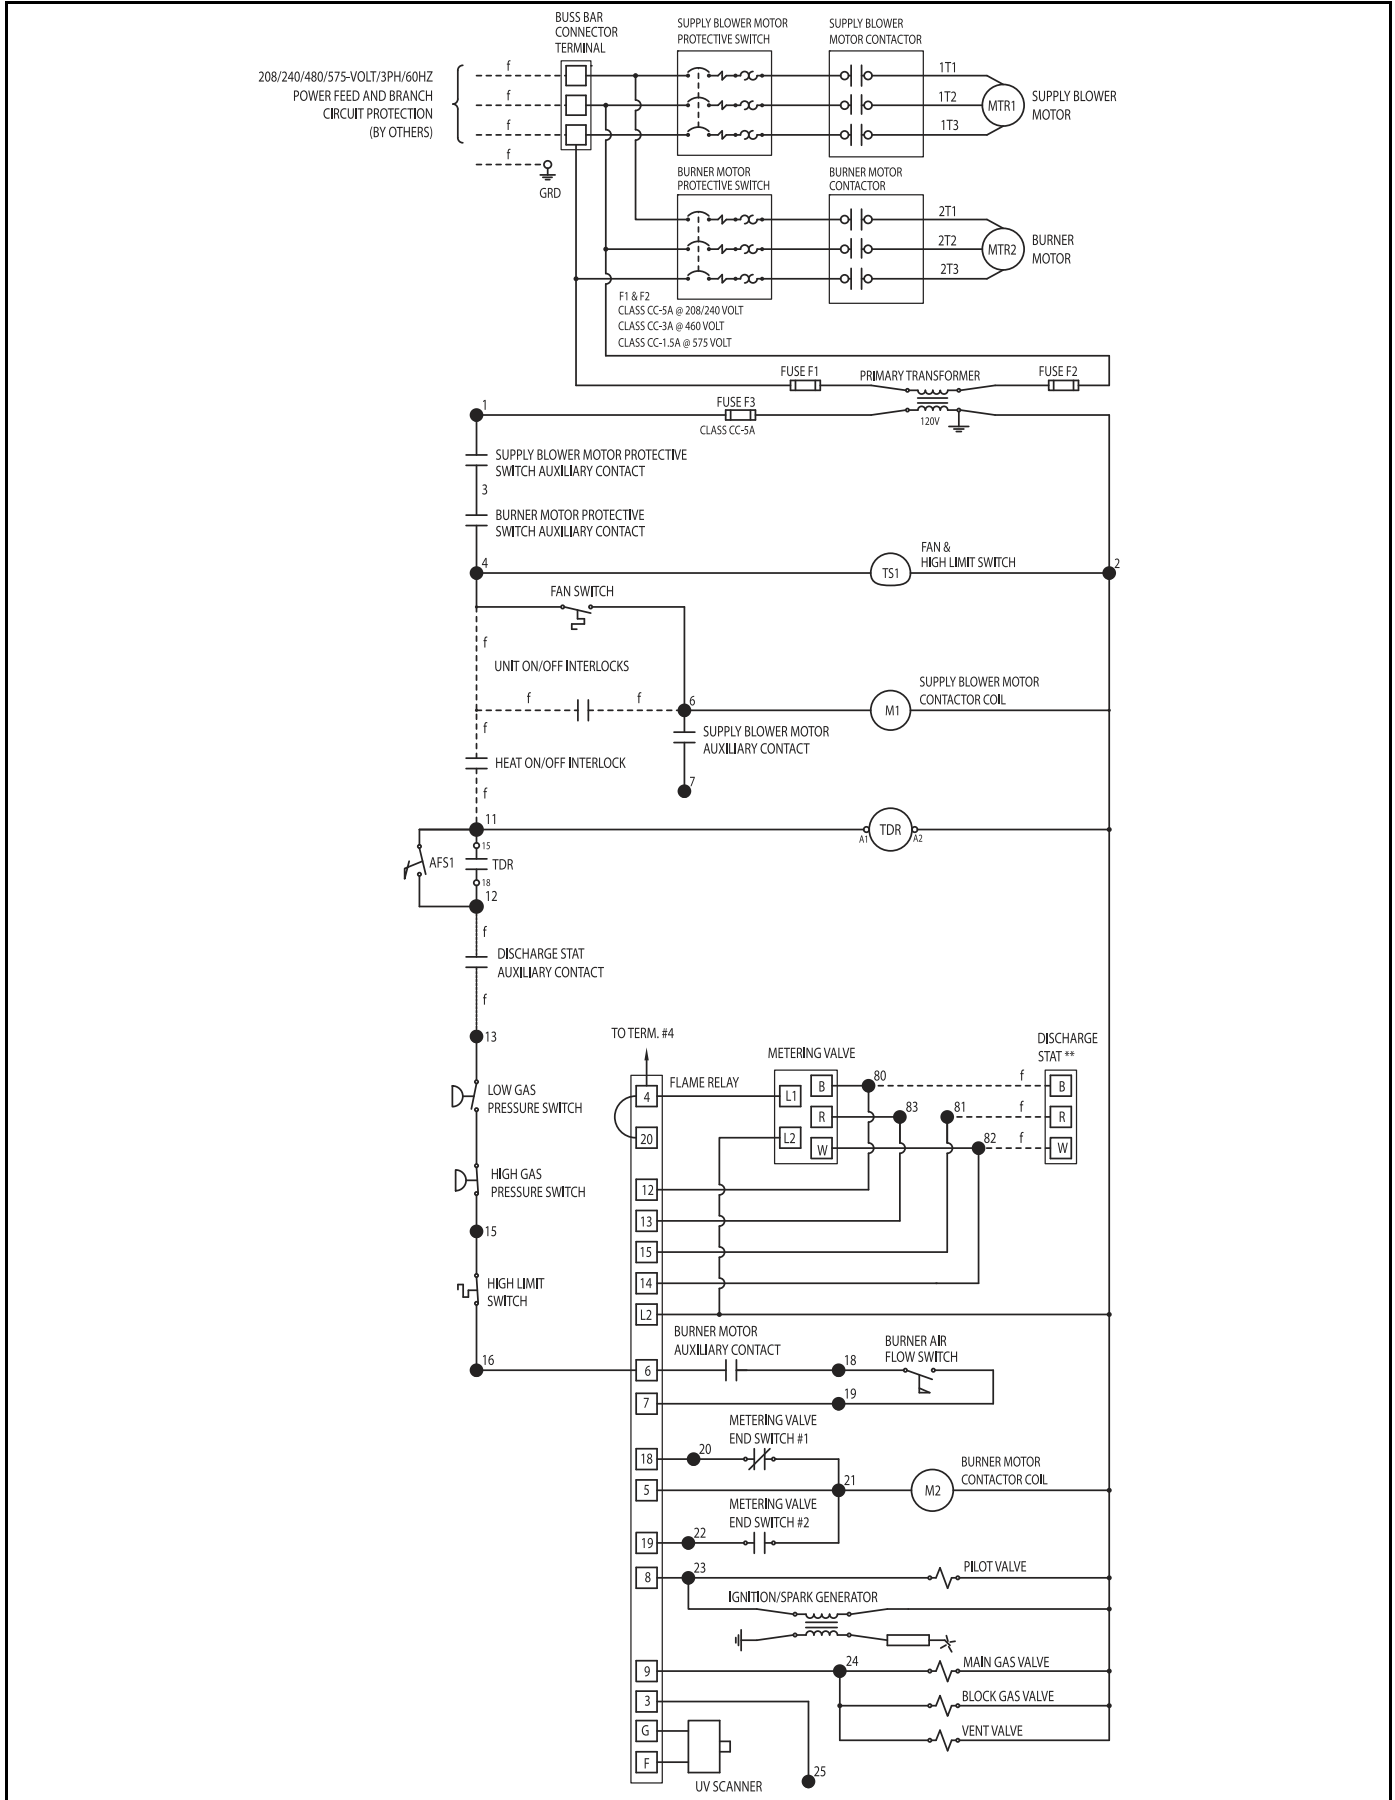 BUSS BAR
CONNECTOR
TERMINAL
SUPPLY BLOWER MOTOR
PROTECTIVE SWITCH
SUPPLY BLOWER
MOTOR CONTACTOR
208/240/480/575-VOLT/3PH/60HZ
POWER FEED AND BRANCH
CIRCUIT PROTECTION
(BY OTHERS)
f
f
f
f
GRD
1T1
1T2
1T3
MTR1
SUPPLY BLOWER
MOTOR
BURNER MOTOR
PROTECTIVE SWITCH
BURNER MOTOR
CONTACTOR
2T1
2T2
2T3
MTR2
BURNER
MOTOR
F1 & F2
CLASS CC-5A @ 208/240 VOLT
CLASS CC-3A @ 460 VOLT
CLASS CC-1.5A @ 575 VOLT
FUSE F1
PRIMARY TRANSFORMER
FUSE F2
1
FUSE F3
CLASS CC-5A
120V
SUPPLY BLOWER MOTOR PROTECTIVE
SWITCH AUXILIARY CONTACT
3
BURNER MOTOR PROTECTIVE
SWITCH AUXILIARY CONTACT
4
TS1
FAN &
HIGH LIMIT SWITCH
2
FAN SWITCH
f
UNIT ON/OFF INTERLOCKS
f
f
6
M1
SUPPLY BLOWER MOTOR
CONTACTOR COIL
f
SUPPLY BLOWER MOTOR
AUXILIARY CONTACT
HEAT ON/OFF INTERLOCK
7
f
11
A1
TDR
A2
15
AFS1
TDR
18
12
f
DISCHARGE STAT
AUXILIARY CONTACT
f
13
TO TERM. #4
METERING VALVE
DISCHARGE
STAT **
FLAME RELAY
4
L1
B
80
f
B
R
83
81
f
R
20
L2
W
82
f
W
LOW GAS
PRESSURE SWITCH
HIGH GAS
PRESSURE SWITCH
12
13
15
15
14
HIGH LIMIT
SWITCH
L2
BURNER MOTOR
AUXILIARY CONTACT
BURNER AIR
FLOW SWITCH
16
6
18
7
19
METERING VALVE
END SWITCH #1
18
20
5
21
M2
BURNER MOTOR
CONTACTOR COIL
METERING VALVE
END SWITCH #2
19
22
8
23
PILOT VALVE
IGNITION/SPARK GENERATOR
9
24
MAIN GAS VALVE
3
BLOCK GAS VALVE
G
VENT VALVE
F
UV SCANNER
25